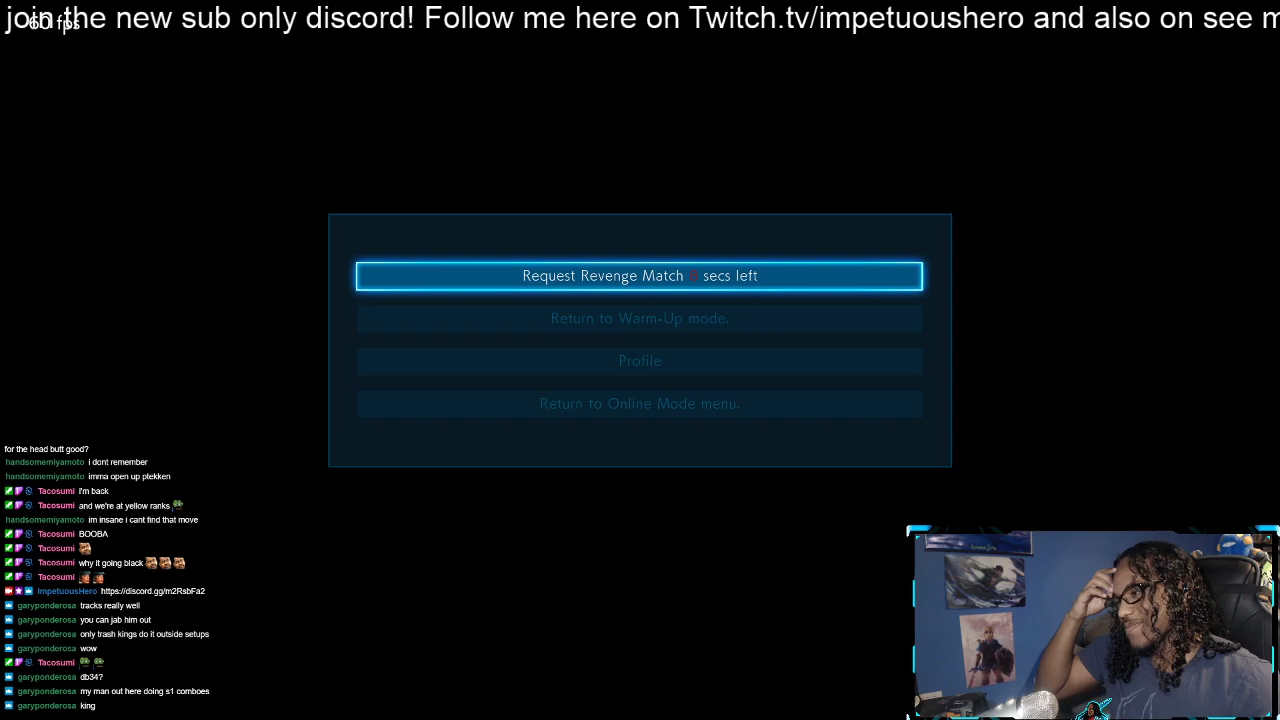 join the new sub only discord! Follow me here on Twitch.tv/impetuoushero and also on see m
60 fps
Request Revenge Match secs left
Return to Warm-Up mode.
Profile
Return to Online Mode menu.
for the head butt good?
handsomemiyamoto i dont remember
handsomemiyamoto imma open up ptekken
Tacosumi I'm back
Tacosumi and we're at yellow ranks
handsomemiyamoto im insane i cant find that move
Tacosumi BOOBA
Tacosumi
Tacosumi why it going black
Tacosumi
ImpetuousHero https://discord.gg/m2RsbFa2
garyponderosa tracks really well
garyponderosa you can jab him out
garyponderosa only trash kings do it outside setups
garyponderosa wow
Tacosumi
garyponderosa db34?
garyponderosa my man out here doing s1 comboes
garyponderosa king